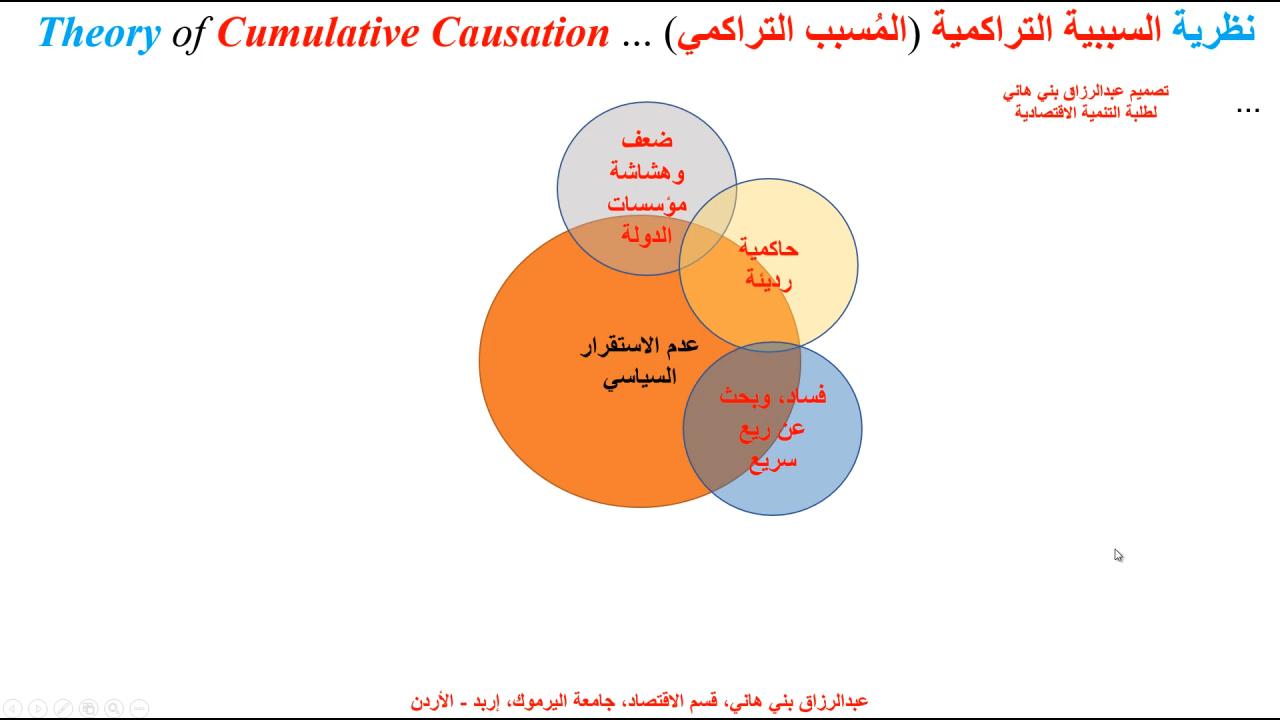 نظرية السببية التراكمية (المُسبب التراكمي) ... Theory of Cumulative Causation
تصميم عبدالرزاق بني هاني
لطلبة التنمية الاقتصادية
...
ضعف
وهشاشة
مؤسسات
الدولة
حاكمية
رديئة
عدم الاستقرار
السياسي
فساد، وبحث
عن ريع
سريع
عبدالرزاق بني هاني، قسم الاقتصاد، جامعة اليرموك، إربد - الأردن